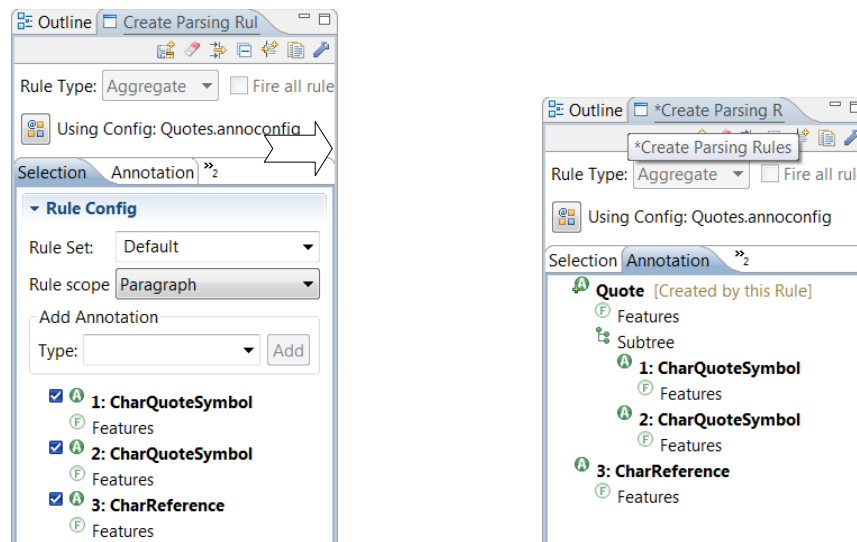 Outline Create Parsing Rul
Rule Type: Aggregate Fire all rule
Using Config: Quotes.annoconfig
Selection Annotation »2
Rule Config
Rule Set: Default
Rule scope Paragraph
Add Annotation
Type: Add
A 1: CharQuoteSymbol
F Features
A 2: CharQuoteSymbol
F Features
A 3: CharReference
F Features
Outline *Create Parsing R
*Create Parsing Rules
Rule Type: Aggregate Fire all rul
Using Config: Quotes.annoconfig
Selection Annotation »2
A Quote [Created by this Rule]
F Features
Subtree
A 1: CharQuoteSymbol
F Features
A 2: CharQuoteSymbol
F Features
A 3: CharReference
F Features